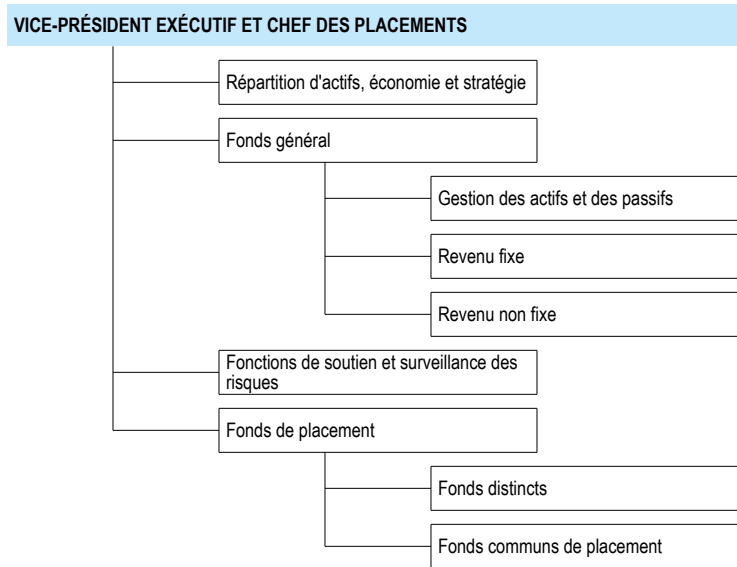 VICE-PRÉSIDENT EXÉCUTIF ET CHEF DES PLACEMENTS
Répartition d'actifs, économie et stratégie
Fonds général
Gestion des actifs et des passifs
Revenu fixe
Revenu non fixe
Fonctions de soutien et surveillance des
risques
Fonds de placement
Fonds distincts
Fonds communs de placement